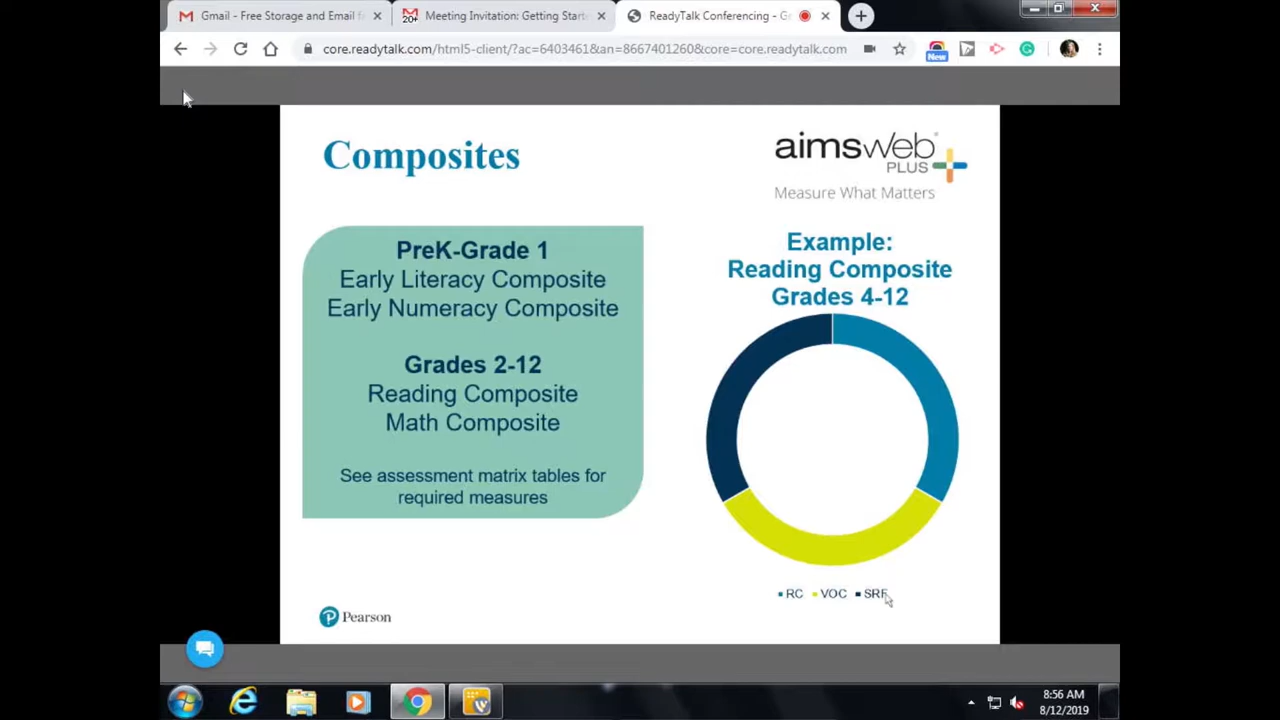 Gmail - Free Storage and Email f
Meeting Invitation: Getting Starte
ReadyTalk Conferencing - G
core.readytalk.com/html5-client/?ac=6403461&an=8667401260&core=core.readytalk.com
20+
New
Composites
aimsweb
PLUS
Measure What Matters
PreK-Grade 1
Early Literacy Composite
Early Numeracy Composite
Grades 2-12
Reading Composite
Math Composite
See assessment matrix tables for
required measures
Example:
Reading Composite
Grades 4-12
RC VOC SRF
Pearson
8:56 AM
8/12/2019